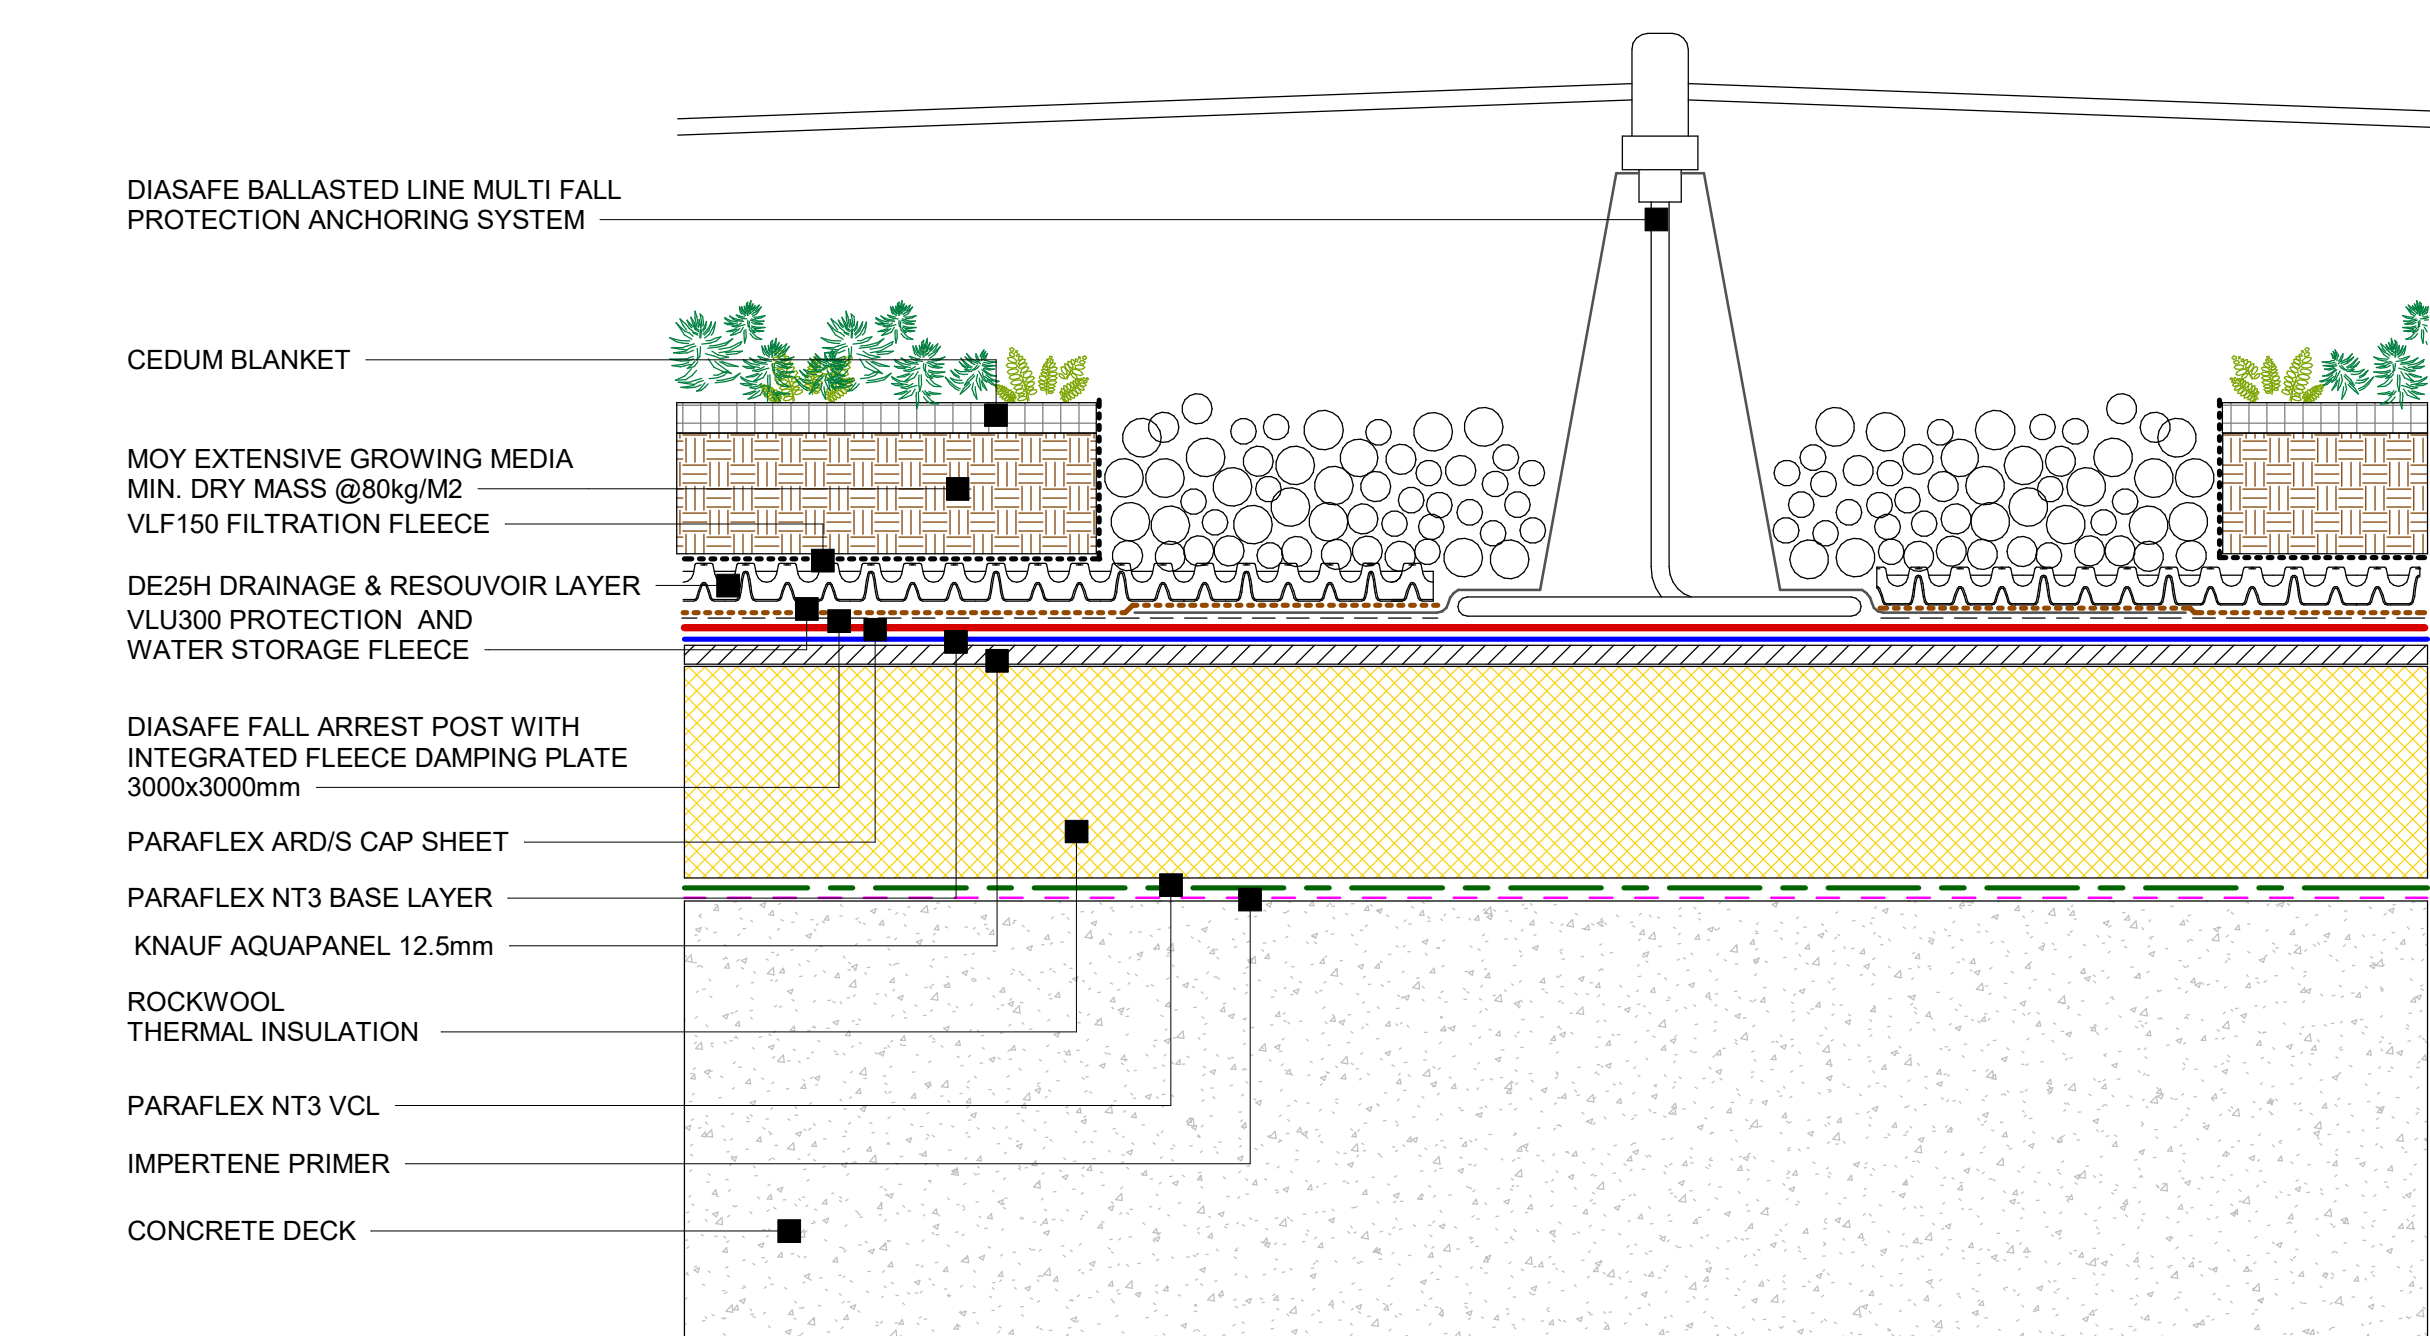 DIASAFE BALLASTED LINE MULTI FALL
PROTECTION ANCHORING SYSTEM
CEDUM BLANKET
MOY EXTENSIVE GROWING MEDIA
MIN. DRY MASS @80kg/M2
VLF150 FILTRATION FLEECE
DE25H DRAINAGE & RESOUVOIR LAYER
VLU300 PROTECTION AND
WATER STORAGE FLEECE
DIASAFE FALL ARREST POST WITH
INTEGRATED FLEECE DAMPING PLATE
3000x3000mm
PARAFLEX ARD/S CAP SHEET
PARAFLEX NT3 BASE LAYER
KNAUF AQUAPANEL 12.5mm
ROCKWOOL
THERMAL INSULATION
PARAFLEX NT3 VCL
IMPERTENE PRIMER
CONCRETE DECK